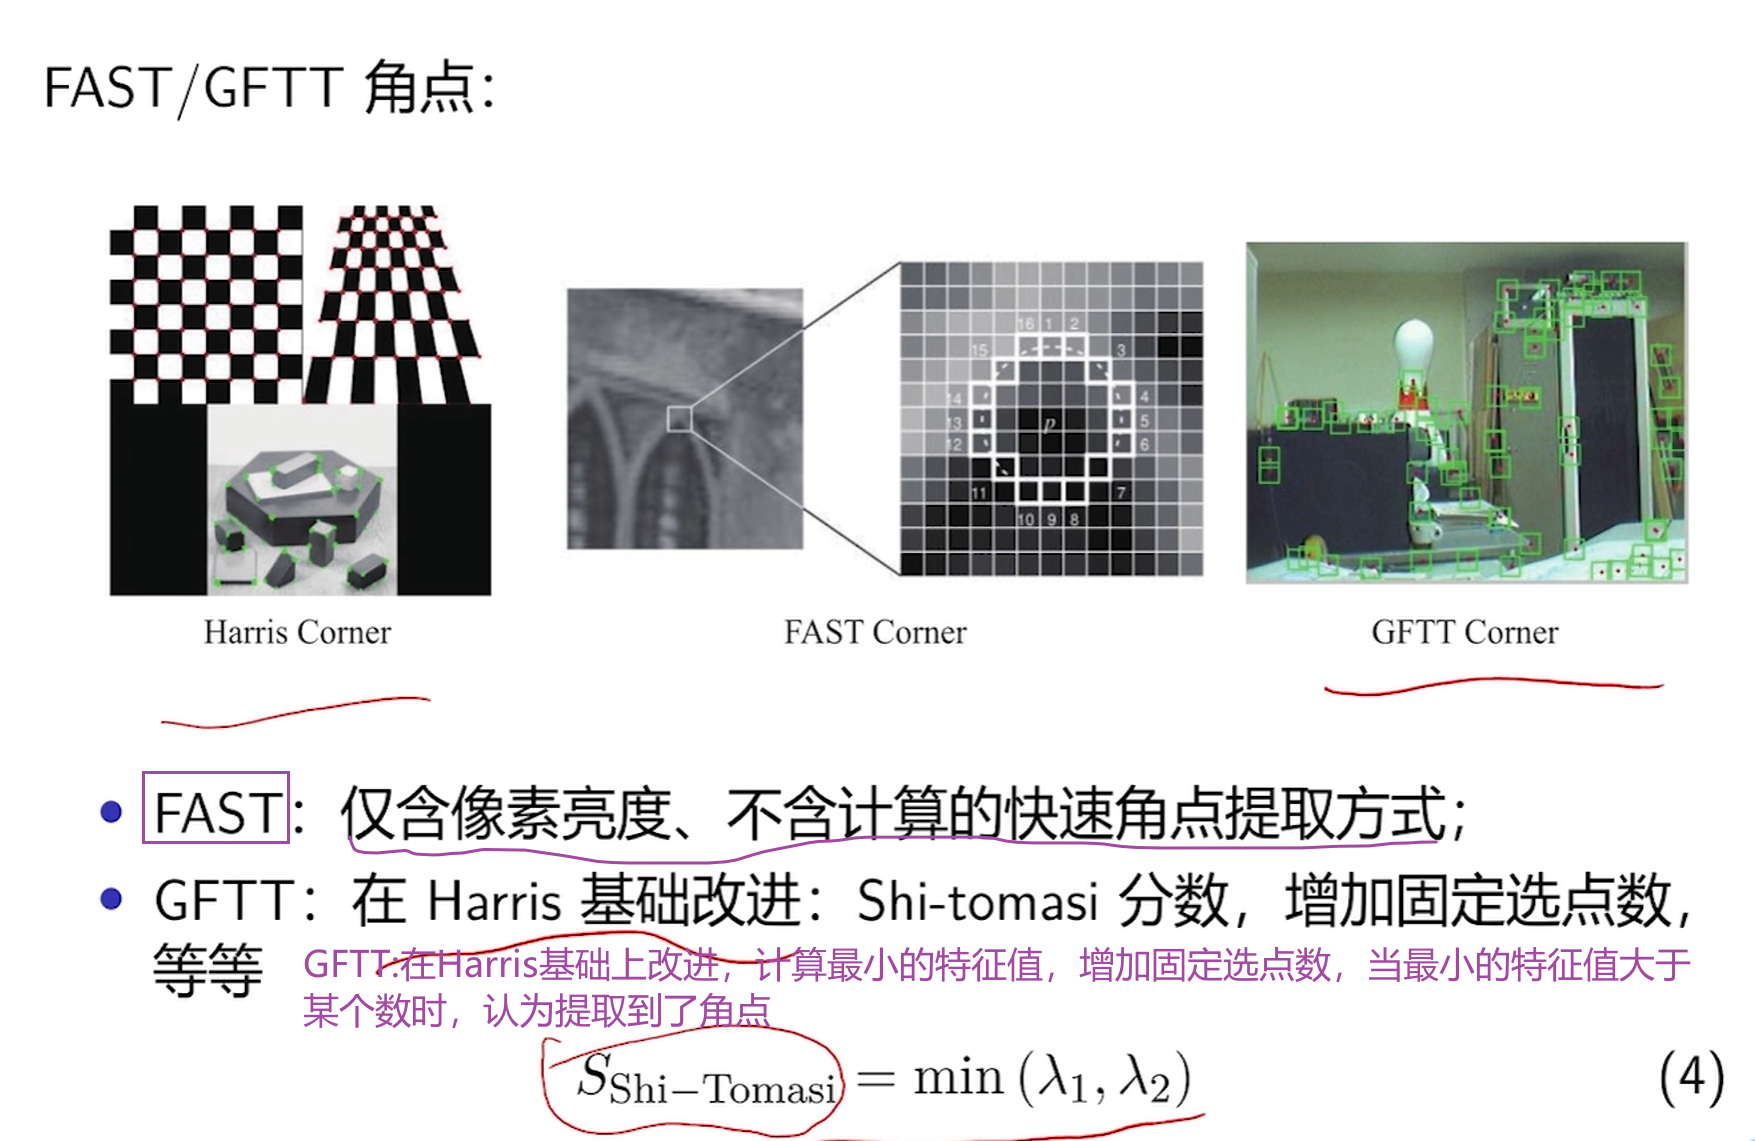 FAST/GFTT 角点：
16 1 2
15 3
14 4
13 p 5
12 6
11 7
10 9 8
Harris Corner
FAST Corner
GFTT Corner
FAST：仅含像素亮度、不含计算的快速角点提取方式；
GFTT：在 Harris 基础改进：Shi-tomasi 分数，增加固定选点数，
等等
GFTT:在Harris基础上改进，计算最小的特征值，增加固定选点数，当最小的特征值大于
某个数时，认为提取到了角点
S_{Shi−Tomasi} = min (λ₁, λ₂) (4)